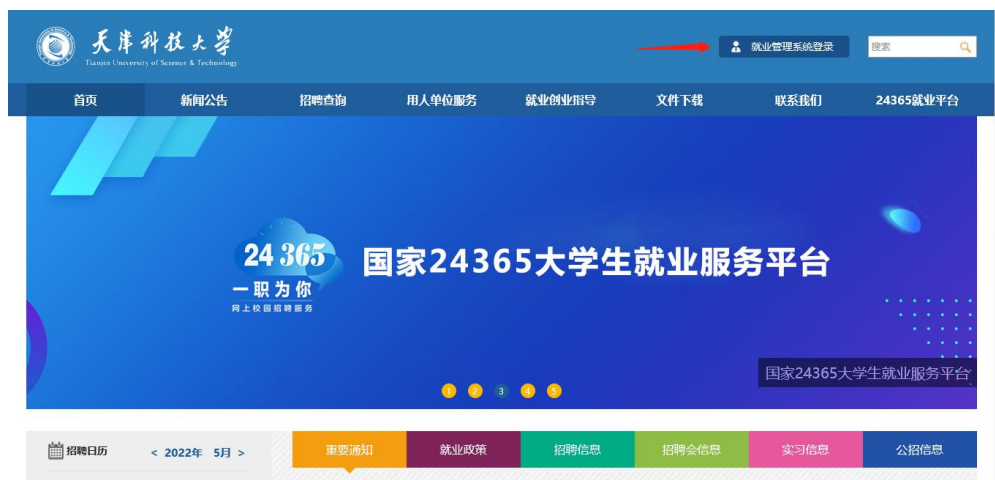 天津科技大学
Tianjin University of Science & Technology
就业管理系统登录
搜索
首页 新闻公告 招聘查询 用人单位服务 就业创业指导 文件下载 联系我们 24365就业平台
24 365
一职为你
网上校园招聘服务
国家24365大学生就业服务平台
国家24365大学生就业服务平台
1 2 3 4 5
招聘日历
< 2022年 5月 >
重要通知 就业政策 招聘信息 招聘会信息 实习信息 公招信息